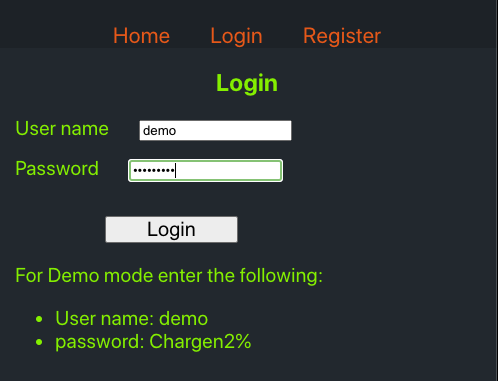 Home Login Register
Login
User name demo
Password •••••••••
Login
For Demo mode enter the following:
• User name: demo
• password: Chargen2%